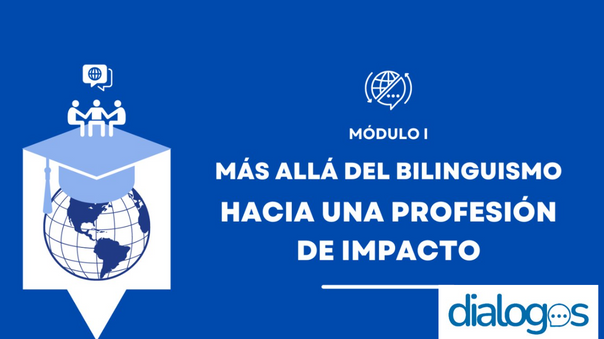 MÓDULO I
MÁS ALLÁ DEL BILINGUISMO
HACIA UNA PROFESIÓN
DE IMPACTO
dialogos